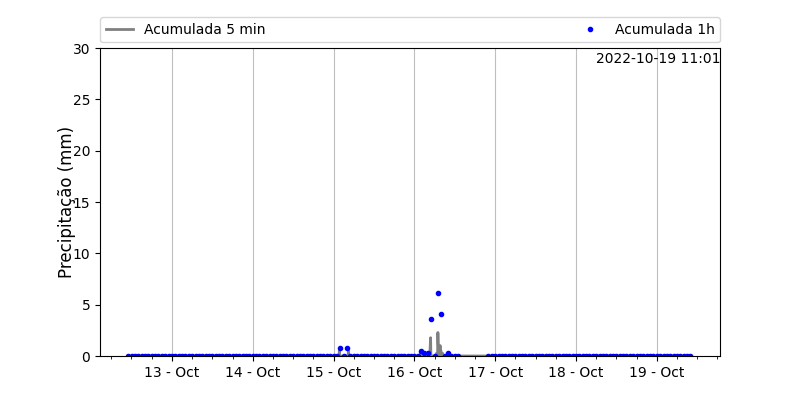 Acumulada 5 min
Acumulada 1h
2022-10-19 11:01
Precipitação (mm)
30
25
20
15
10
5
0
13 - Oct
14 - Oct
15 - Oct
16 - Oct
17 - Oct
18 - Oct
19 - Oct